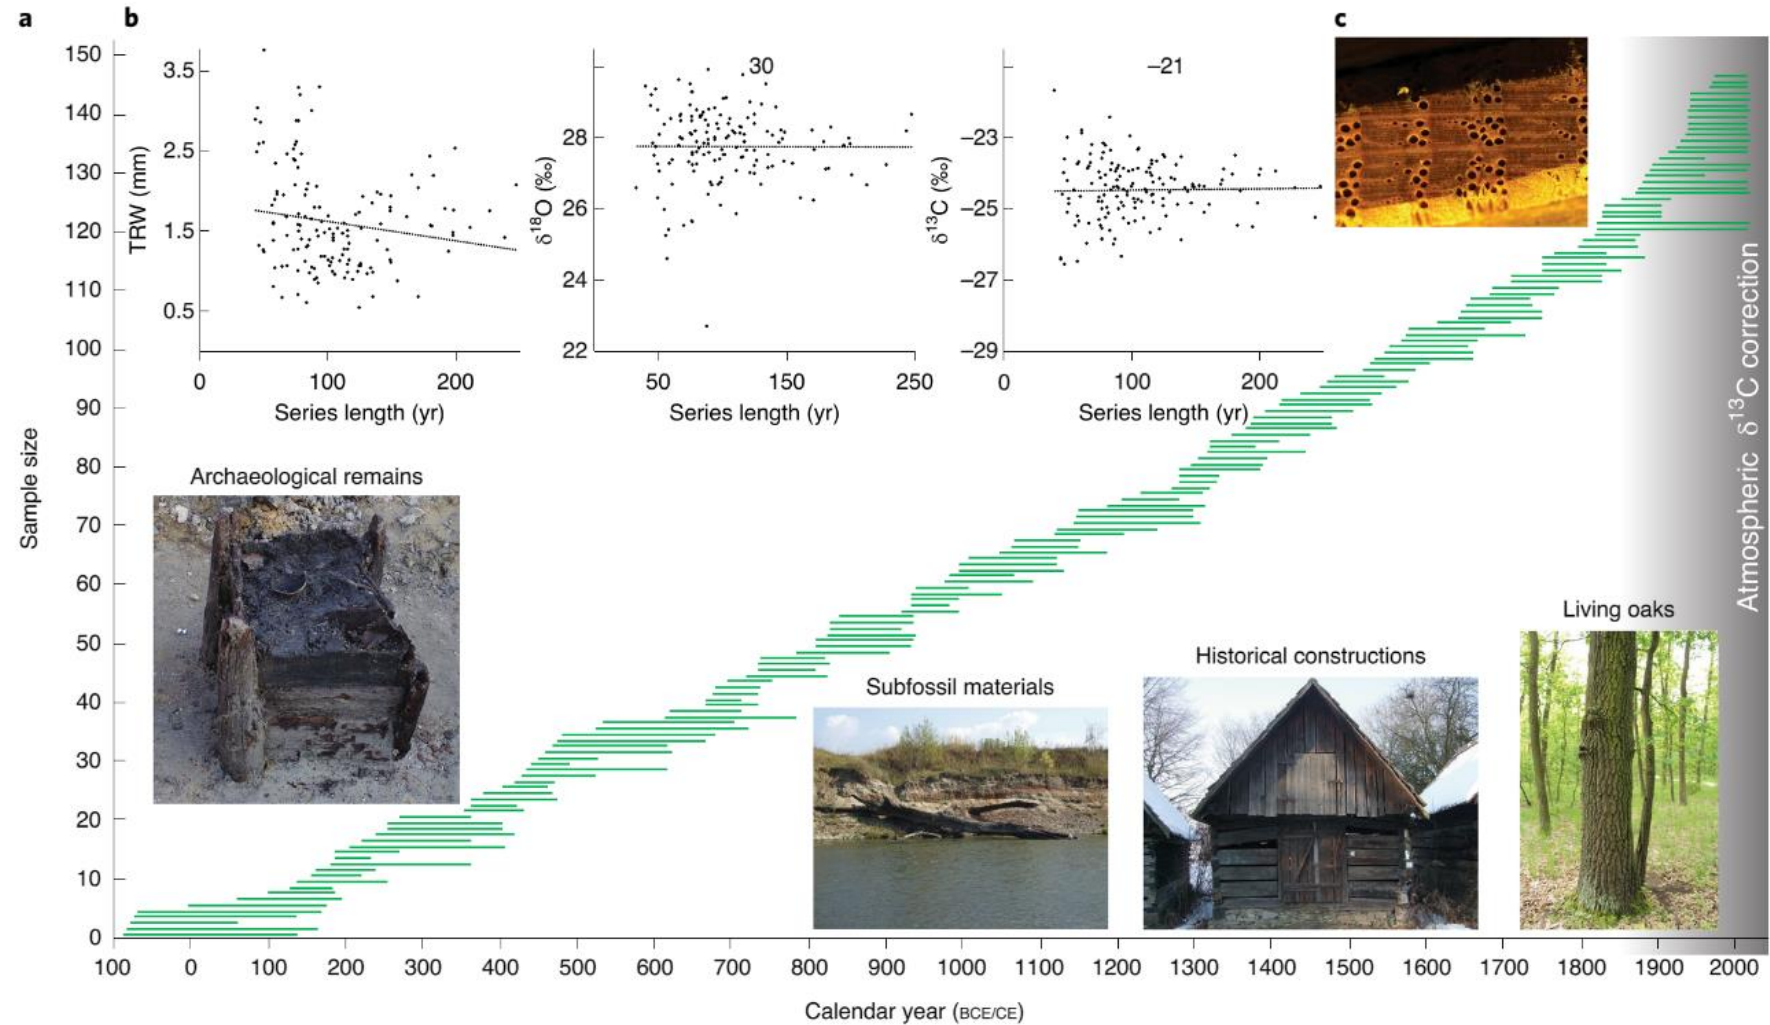 a
b
c
150
140
130
120
110
100
90
80
70
60
50
40
30
20
10
0
Sample size
100 0 100 200 300 400 500 600 700 800 900 1000 1100 1200 1300 1400 1500 1600 1700 1800 1900 2000
Calendar year (BCE/CE)
3.5
2.5
1.5
0.5
TRW (mm)
0 100 200
Series length (yr)
30
28
26
24
22
δ¹⁸O (‰)
50 150 250
Series length (yr)
–21
–23
–25
–27
–29
δ¹³C (‰)
0 100 200
Series length (yr)
Archaeological remains
Subfossil materials
Historical constructions
Living oaks
Atmospheric δ¹³C correction